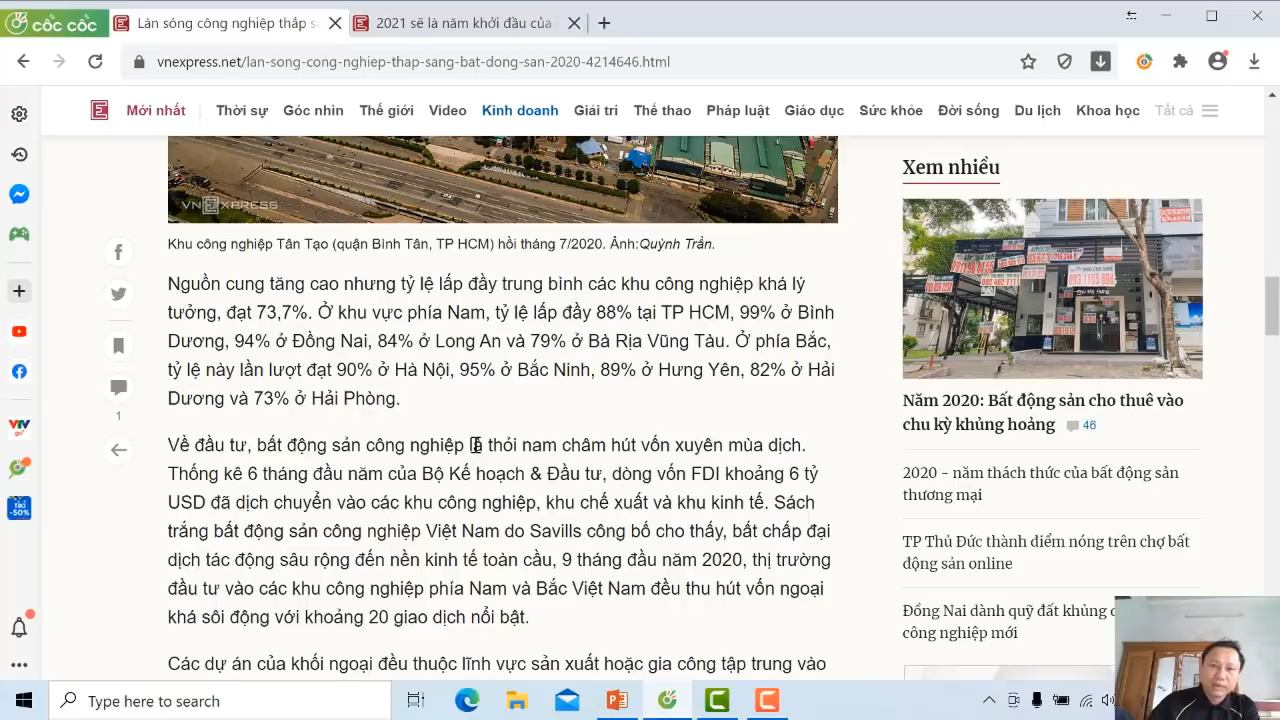 cốc cốc
Làn sóng công nghiệp thắp s
2021 sẽ là năm khởi đầu của
vnexpress.net/lan-song-cong-nghiep-thap-sang-bat-dong-san-2020-4214646.html
E Mới nhất Thời sự Góc nhìn Thế giới Video Kinh doanh Giải trí Thể thao Pháp luật Giáo dục Sức khỏe Đời sống Du lịch Khoa học Tất cả
VNEXPRESS
Khu công nghiệp Tân Tạo (quận Bình Tân, TP HCM) hồi tháng 7/2020. Ảnh:Quỳnh Trần.
Nguồn cung tăng cao nhưng tỷ lệ lấp đầy trung bình các khu công nghiệp khá lý
tưởng, đạt 73,7%. Ở khu vực phía Nam, tỷ lệ lấp đầy 88% tại TP HCM, 99% ở Bình
Dương, 94% ở Đồng Nai, 84% ở Long An và 79% ở Bà Rịa Vũng Tàu. Ở phía Bắc,
tỷ lệ này lần lượt đạt 90% ở Hà Nội, 95% ở Bắc Ninh, 89% ở Hưng Yên, 82% ở Hải
Dương và 73% ở Hải Phòng.
1
Về đầu tư, bất động sản công nghiệp là thỏi nam châm hút vốn xuyên mùa dịch.
Thống kê 6 tháng đầu năm của Bộ Kế hoạch & Đầu tư, dòng vốn FDI khoảng 6 tỷ
USD đã dịch chuyển vào các khu công nghiệp, khu chế xuất và khu kinh tế. Sách
trắng bất động sản công nghiệp Việt Nam do Savills công bố cho thấy, bất chấp đại
dịch tác động sâu rộng đến nền kinh tế toàn cầu, 9 tháng đầu năm 2020, thị trường
đầu tư vào các khu công nghiệp phía Nam và Bắc Việt Nam đều thu hút vốn ngoại
khá sôi động với khoảng 20 giao dịch nổi bật.
Các dự án của khối ngoại đều thuộc lĩnh vực sản xuất hoặc gia công tập trung vào
Xem nhiều
Năm 2020: Bất động sản cho thuê vào
chu kỳ khủng hoảng 46
2020 - năm thách thức của bất động sản
thương mại
TP Thủ Đức thành điểm nóng trên chợ bất
động sản online
Đồng Nai dành quỹ đất khủng
công nghiệp mới
VTV
go
TIKI
-50%
Type here to search